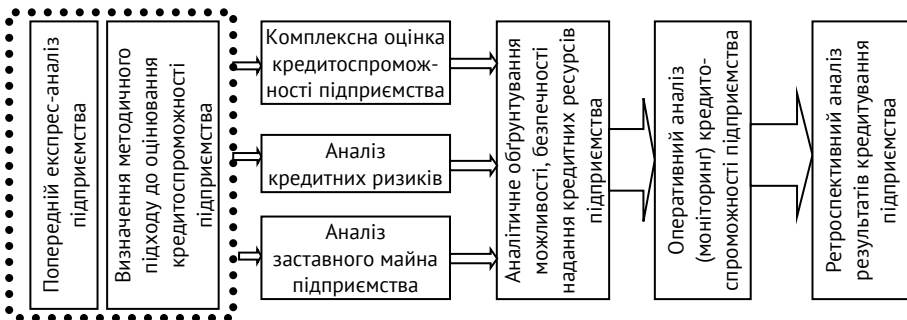 Попередній експрес-аналіз
підприємства
Визначення методичного
підходу до оцінювання
кредитоспроможності
підприємства
Комплексна оцінка
кредитоспромож-
ності підприємства
Аналіз
кредитних ризиків
Аналіз
заставного майна
підприємства
Аналітичне обґрунтування
можливості, безпечності
надання кредитних ресурсів
підприємства
Оперативний аналіз
(моніторинг) кредито-
спроможності підприємства
Ретроспективний аналіз
результатів кредитування
підприємства